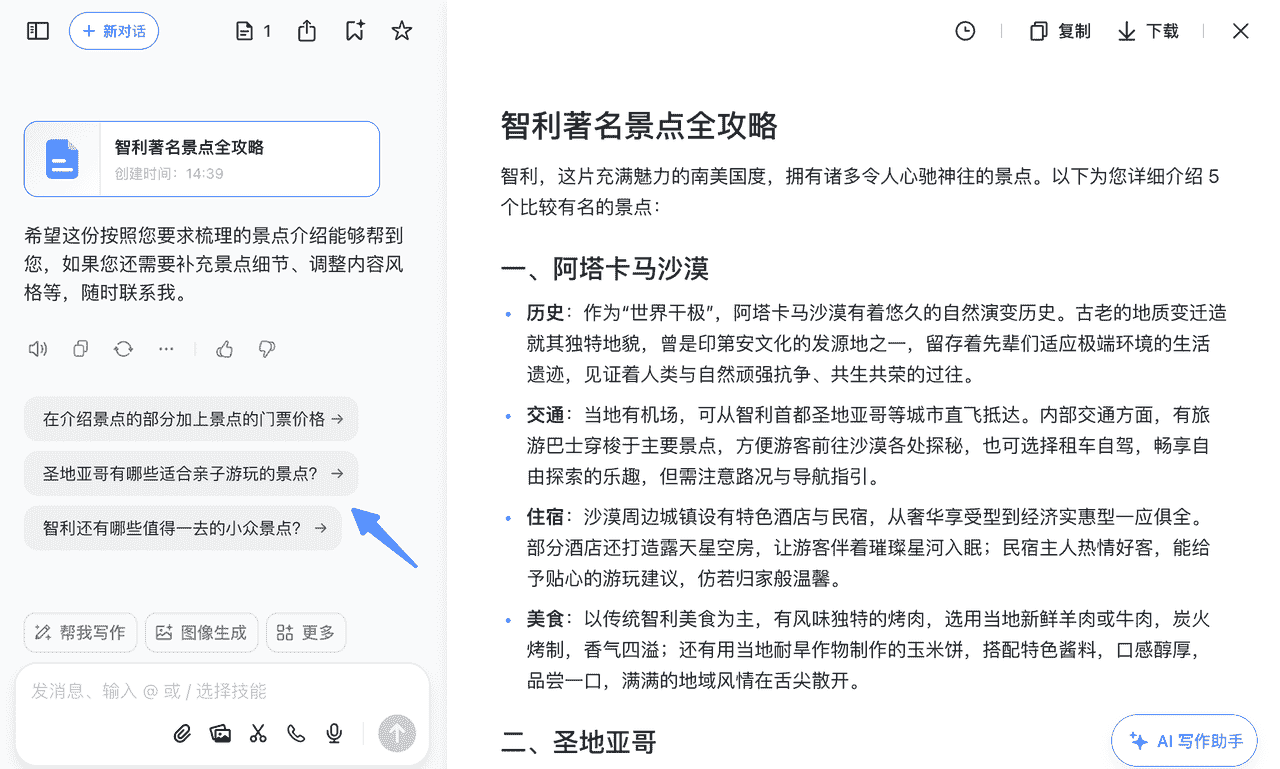 新对话
1
复制
下载
智利著名景点全攻略
创建时间：14:39
希望这份按照您要求梳理的景点介绍能够帮到
您，如果您还需要补充景点细节、调整内容风
格等，随时联系我。
在介绍景点的部分加上景点的门票价格 →
圣地亚哥有哪些适合亲子游玩的景点？ →
智利还有哪些值得一去的小众景点？ →
帮我写作
图像生成
更多
发消息、输入 @ 或 / 选择技能
智利著名景点全攻略
智利，这片充满魅力的南美国度，拥有诸多令人心驰神往的景点。以下为您详细介绍 5
个比较有名的景点：
一、阿塔卡马沙漠
• 历史：作为“世界干极”，阿塔卡马沙漠有着悠久的自然演变历史。古老的地质变迁造
就其独特地貌，曾是印第安文化的发源地之一，留存着先辈们适应极端环境的生活
遗迹，见证着人类与自然顽强抗争、共生共荣的过往。
• 交通：当地有机场，可从智利首都圣地亚哥等城市直飞抵达。内部交通方面，有旅
游巴士穿梭于主要景点，方便游客前往沙漠各处探秘，也可选择租车自驾，畅享自
由探索的乐趣，但需注意路况与导航指引。
• 住宿：沙漠周边城镇设有特色酒店与民宿，从奢华享受型到经济实惠型一应俱全。
部分酒店还打造露天星空房，让游客伴着璀璨星河入眠；民宿主人热情好客，能给
予贴心的游玩建议，仿若归家般温馨。
• 美食：以传统智利美食为主，有风味独特的烤肉，选用当地新鲜羊肉或牛肉，炭火
烤制，香气四溢；还有用当地耐旱作物制作的玉米饼，搭配特色酱料，口感醇厚，
品尝一口，满满的地域风情在舌尖散开。
二、圣地亚哥
AI 写作助手